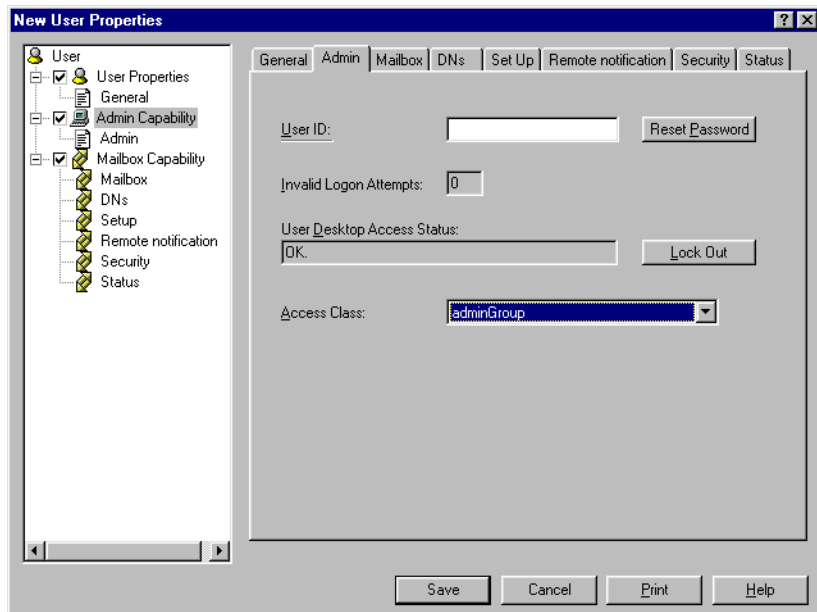 New User Properties
User
User Properties
General
Admin Capability
Admin
Mailbox Capability
Mailbox
DNs
Setup
Remote notification
Security
Status
General Admin Mailbox DNs Set Up Remote notification Security Status
User ID: Reset Password
Invalid Logon Attempts: 0
User Desktop Access Status:
OK. Lock Out
Access Class: adminGroup
Save Cancel Print Help